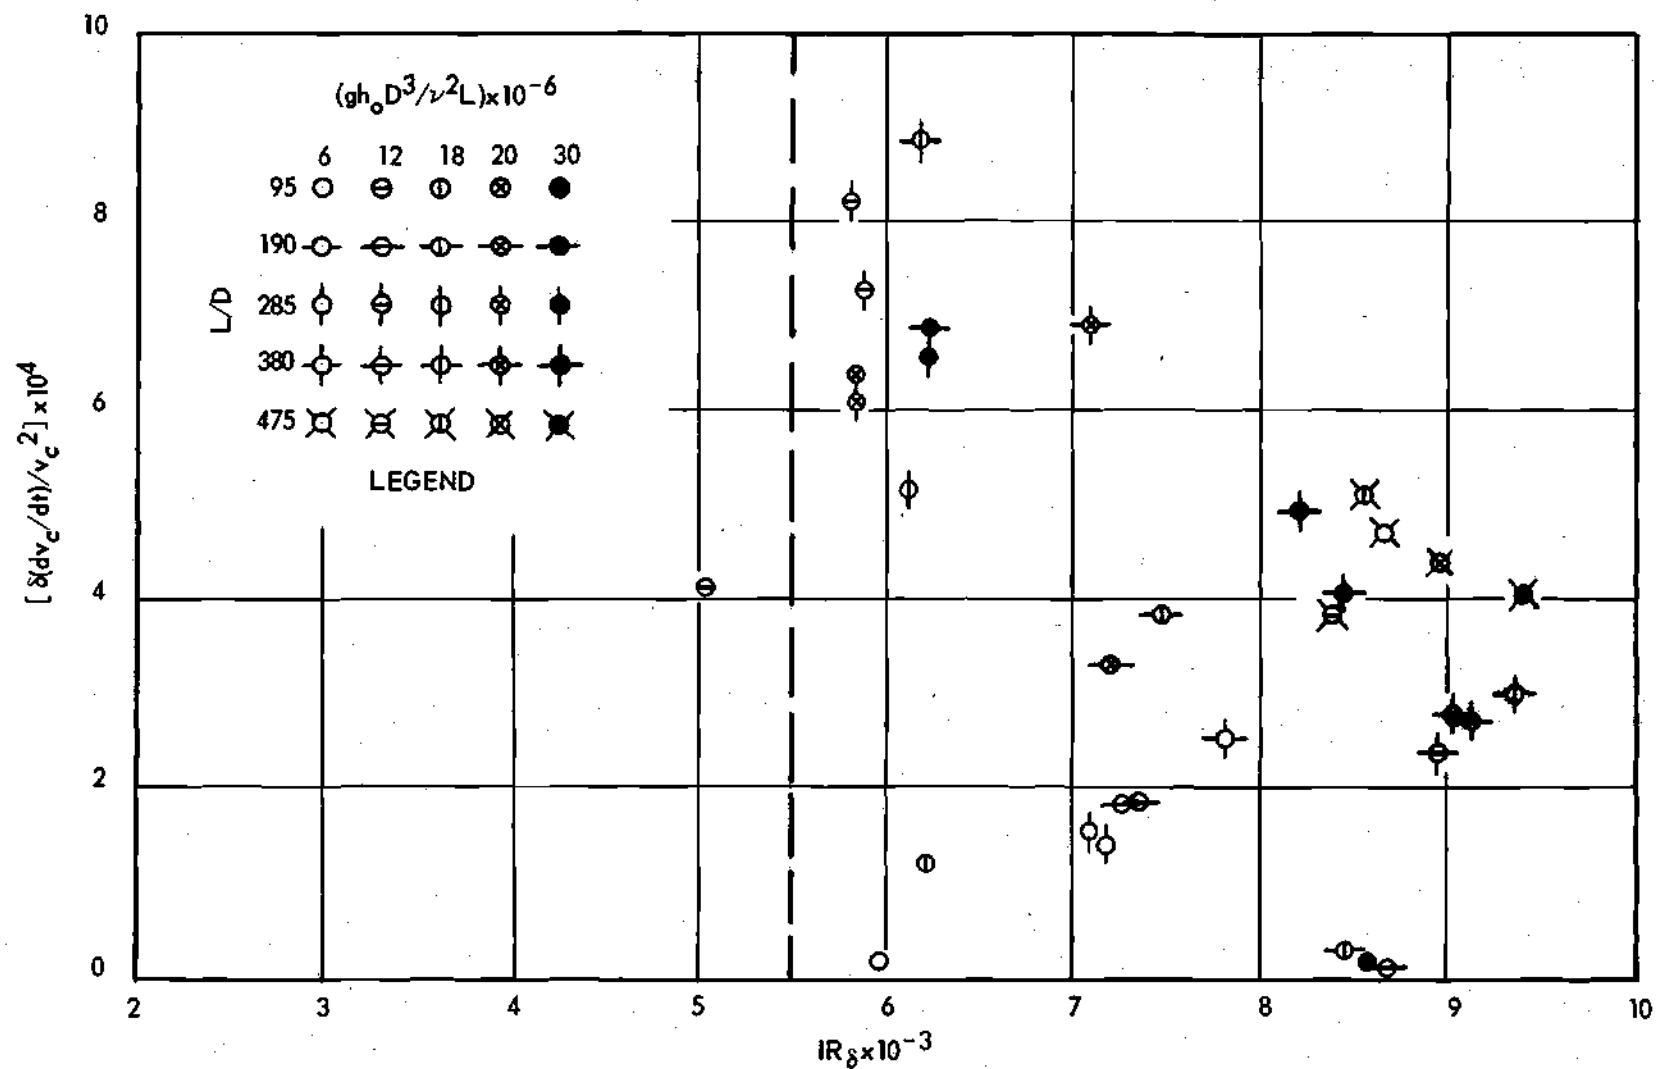 10
8
6
4
2
0
[δ(dv_c/dt)/v_c²]×10⁴
(gh₀D³/ν²L)×10⁻⁶
6 12 18 20 30
L/D
95
190
285
380
475
LEGEND
2 3 4 5 6 7 8 9 10
IR_δ×10⁻³